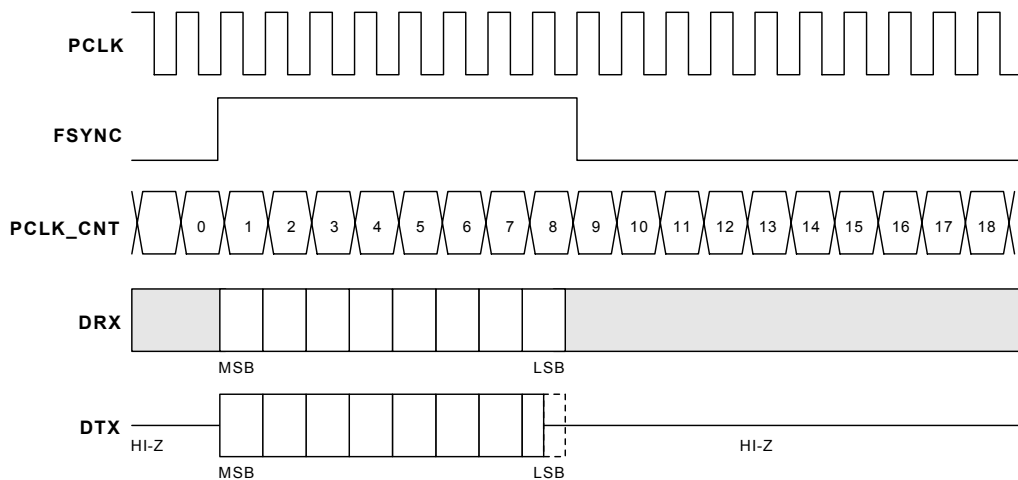 PCLK
FSYNC
PCLK_CNT 0 1 2 3 4 5 6 7 8 9 10 11 12 13 14 15 16 17 18
DRX
MSB LSB
DTX
HI-Z HI-Z
MSB LSB